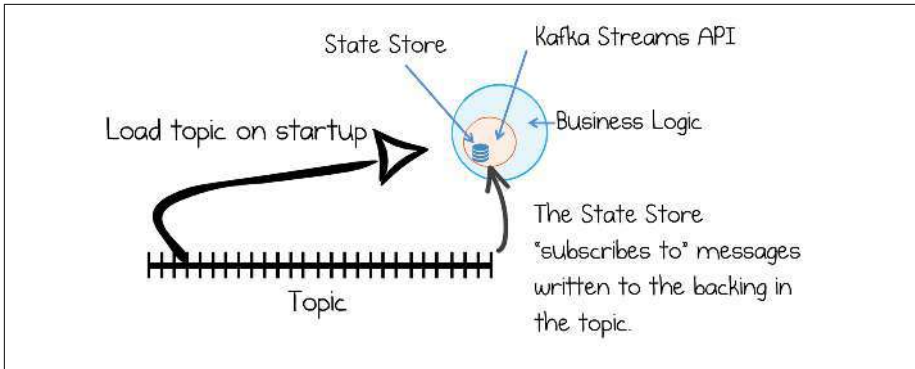 Kafka Streams API
State Store
Business Logic
Load topic on startup
The State Store
"subscribes to" messages
written to the backing in
the topic.
Topic